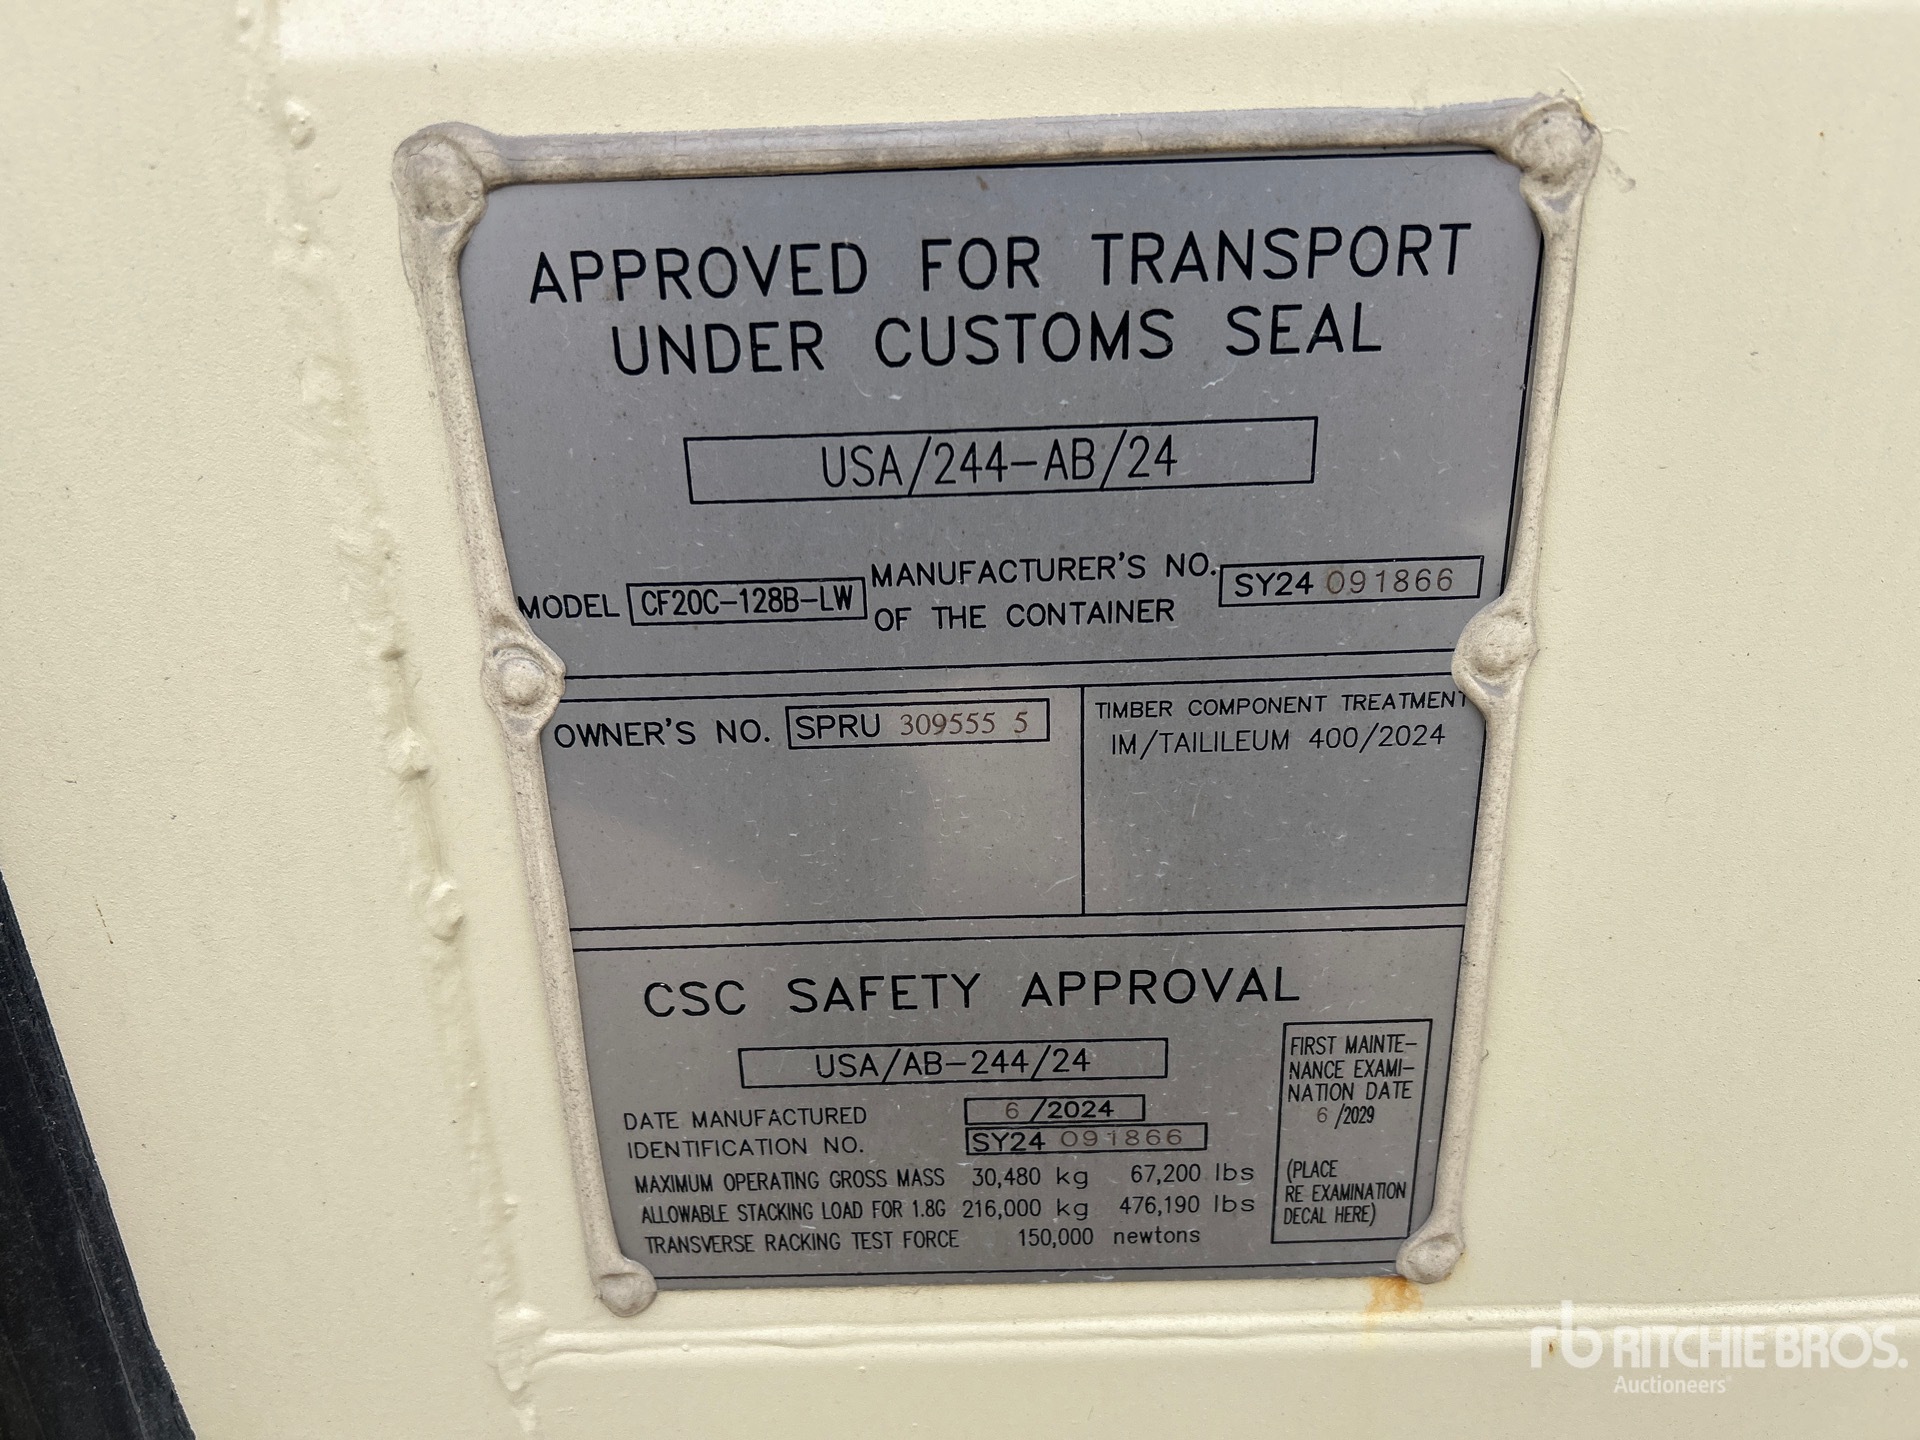 APPROVED FOR TRANSPORT
UNDER CUSTOMS SEAL
USA/244-AB/24
MODEL CF20C-128B-LW MANUFACTURER'S NO. OF THE CONTAINER SY24 091866
OWNER'S NO. SPRU 309555 5
TIMBER COMPONENT TREATMENT
IM/TAILILEUM 400/2024
CSC SAFETY APPROVAL
USA/AB-244/24
DATE MANUFACTURED 6 /2024
IDENTIFICATION NO. SY24 091866
MAXIMUM OPERATING GROSS MASS 30,480 kg 67,200 lbs
ALLOWABLE STACKING LOAD FOR 1.8G 216,000 kg 476,190 lbs
TRANSVERSE RACKING TEST FORCE 150,000 newtons
FIRST MAINTE-
NANCE EXAMI-
NATION DATE
6 /2029
(PLACE
RE EXAMINATION
DECAL HERE)
rb RITCHIE BROS.
Auctioneers